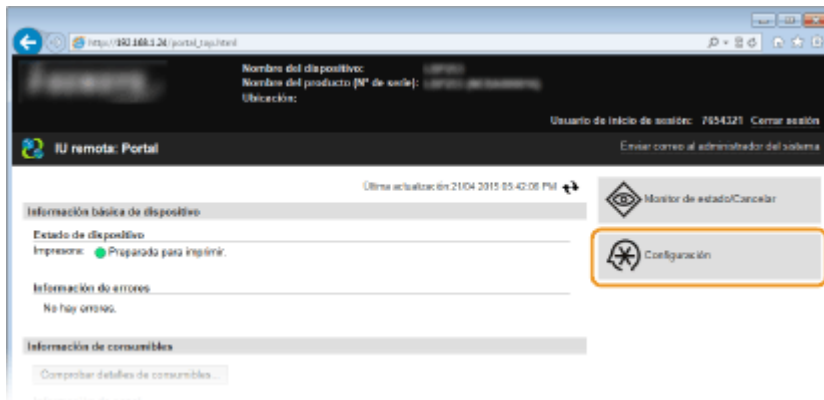 http://192.168.1.24/portal_top.html
Nombre del dispositivo:
Nombre del producto (Nº de serie):
Ubicación:
Usuario de inicio de sesión: 7654321 Cerrar sesión
IU remota: Portal
Enviar correo al administrador del sistema
Última actualización:21/04 2015 05:42:06 PM
Monitor de estado/Cancelar
Información básica de dispositivo
Estado de dispositivo
Impresora: Preparada para imprimir.
Configuración
Información de errores
No hay errores.
Información de consumibles
Comprobar detalles de consumibles...